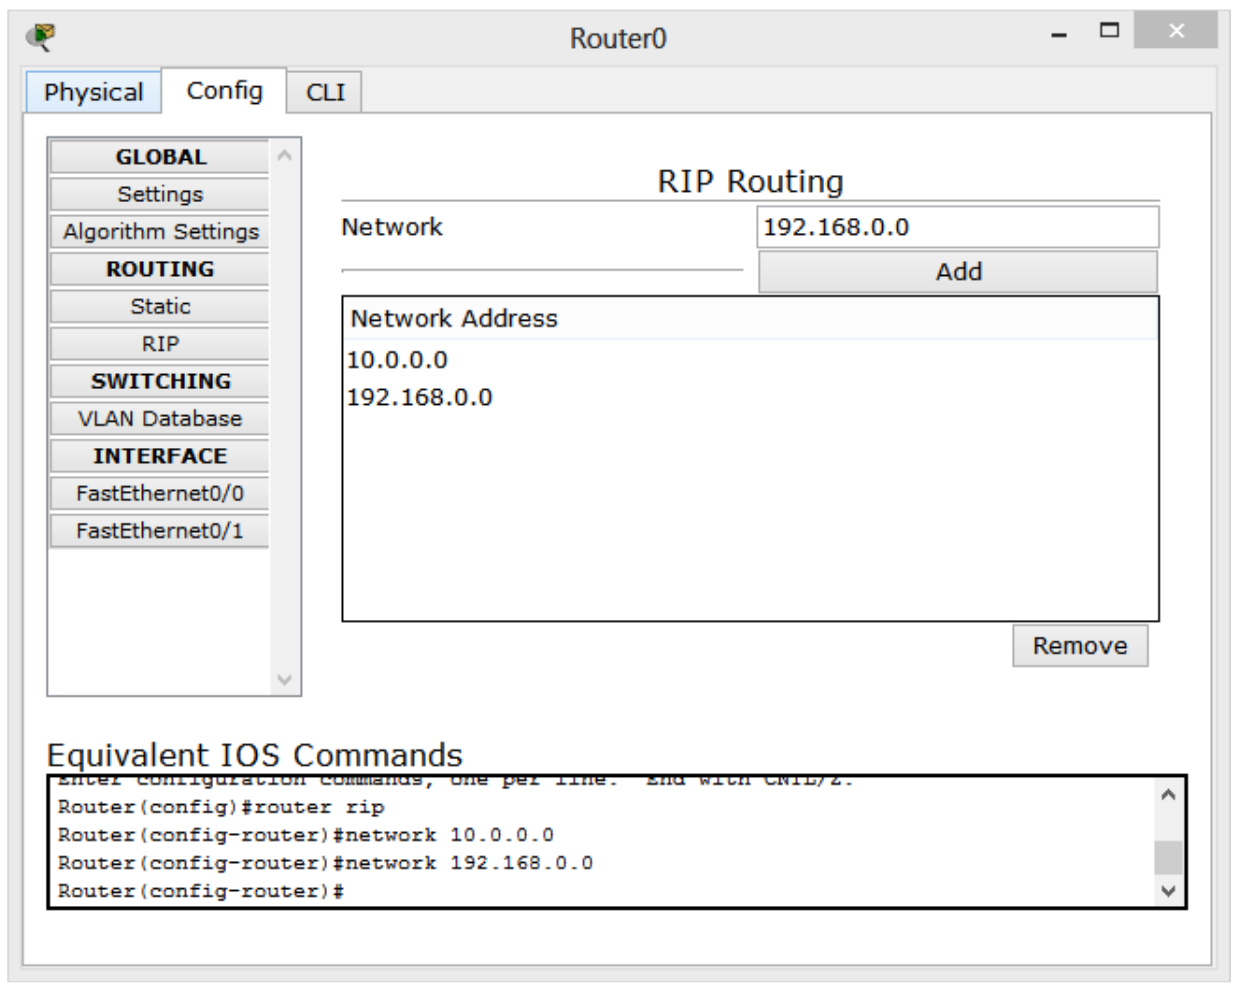 Router0
Physical Config CLI
GLOBAL
Settings
Algorithm Settings
ROUTING
Static
RIP
SWITCHING
VLAN Database
INTERFACE
FastEthernet0/0
FastEthernet0/1
RIP Routing
Network 192.168.0.0
Add
Network Address
10.0.0.0
192.168.0.0
Remove
Equivalent IOS Commands
Enter configuration commands, one per line. End with CNTL/Z.
Router(config)#router rip
Router(config-router)#network 10.0.0.0
Router(config-router)#network 192.168.0.0
Router(config-router)#